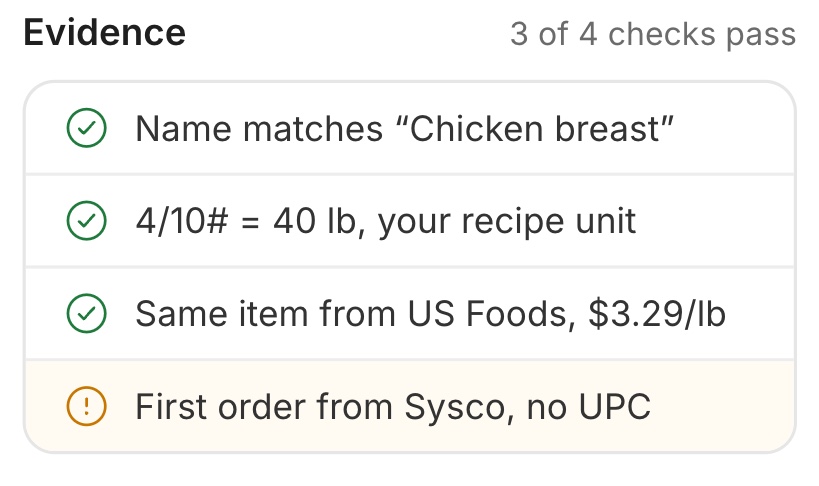 Evidence
3 of 4 checks pass
Name matches “Chicken breast”
4/10# = 40 lb, your recipe unit
Same item from US Foods, $3.29/lb
First order from Sysco, no UPC